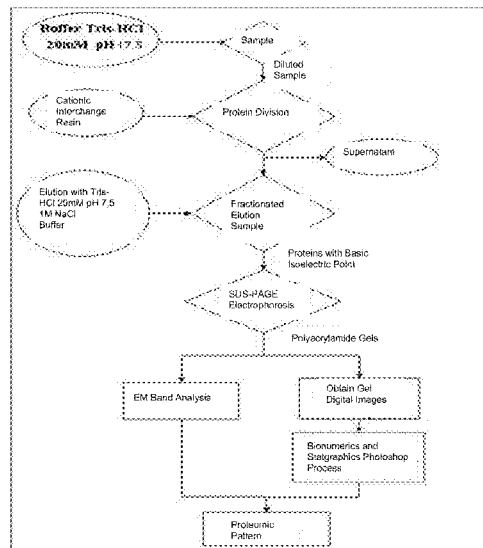 Buffer Tris-HCl
20mM pH 7.5
Sample
Diluted
Sample
Cationic
Interchange
Resin
Protein Division
Supernatant
Elution with Tris-
HCl 20mM pH 7,5
1M NaCl
Buffer
Fractionated
Elution
Sample
Proteins with Basic
Isoelectric Point
SDS-PAGE
Electrophorosis
Polyacrylamide Gels
EM Band Analysis
Obtain Gel
Digital Images
Bionumerics and
Statgraphics Photoshop
Process
Proteomic
Pattern